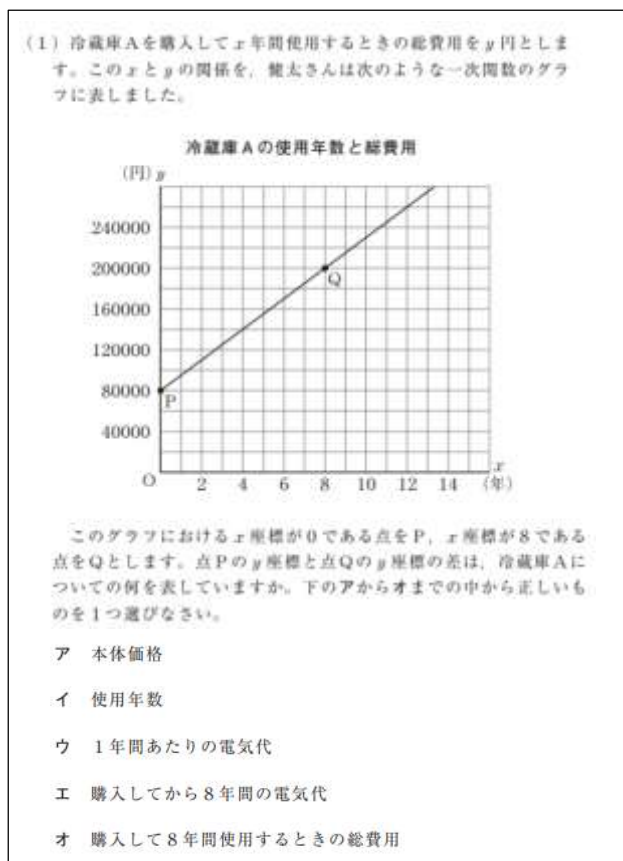 (1) 冷蔵庫Aを購入してx年間使用するときの総費用をy円としま
す。このxとyの関係を，健太さんは次のような一次関数のグラ
フに表しました。
冷蔵庫Aの使用年数と総費用
(円) y
240000
200000
Q
160000
120000
80000
P
40000
x
O 2 4 6 8 10 12 14 (年)
このグラフにおけるx座標が0である点をP，x座標が8である
点をQとします。点Pのy座標と点Qのy座標の差は，冷蔵庫Aに
ついての何を表していますか。下のアからオまでの中から正しいも
のを1つ選びなさい。
ア 本体価格
イ 使用年数
ウ 1年間あたりの電気代
エ 購入してから8年間の電気代
オ 購入して8年間使用するときの総費用